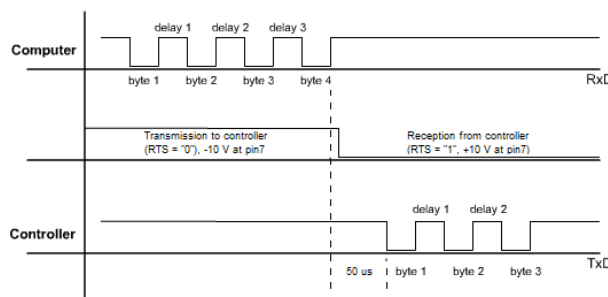 delay 1 delay 2 delay 3
Computer
byte 1 byte 2 byte 3 byte 4
RxD
Transmission to controller
(RTS = "0"), -10 V at pin7
Reception from controller
(RTS = "1", +10 V at pin7)
delay 1 delay 2
Controller
TxD
50 us byte 1 byte 2 byte 3